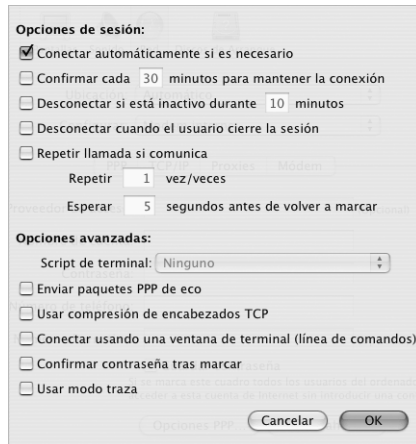 Opciones de sesión:
Conectar automáticamente si es necesario
Confirmar cada 30 minutos para mantener la conexión
Desconectar si está inactivo durante 10 minutos
Desconectar cuando el usuario cierre la sesión
Repetir llamada si comunica
Repetir 1 vez/veces
Esperar 5 segundos antes de volver a marcar
Opciones avanzadas:
Script de terminal: Ninguno
Enviar paquetes PPP de eco
Usar compresión de encabezados TCP
Conectar usando una ventana de terminal (línea de comandos)
Confirmar contraseña tras marcar
Usar modo traza
Cancelar OK